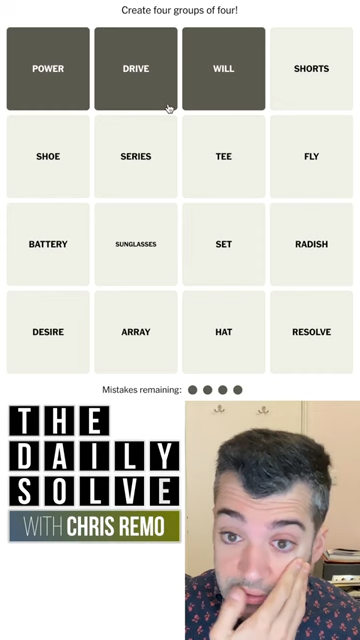 Create four groups of four!
POWER DRIVE WILL SHORTS
SHOE SERIES TEE FLY
BATTERY SUNGLASSES SET RADISH
DESIRE ARRAY HAT RESOLVE
Mistakes remaining:
THE
DAILY
SOLVE
WITH CHRIS REMO